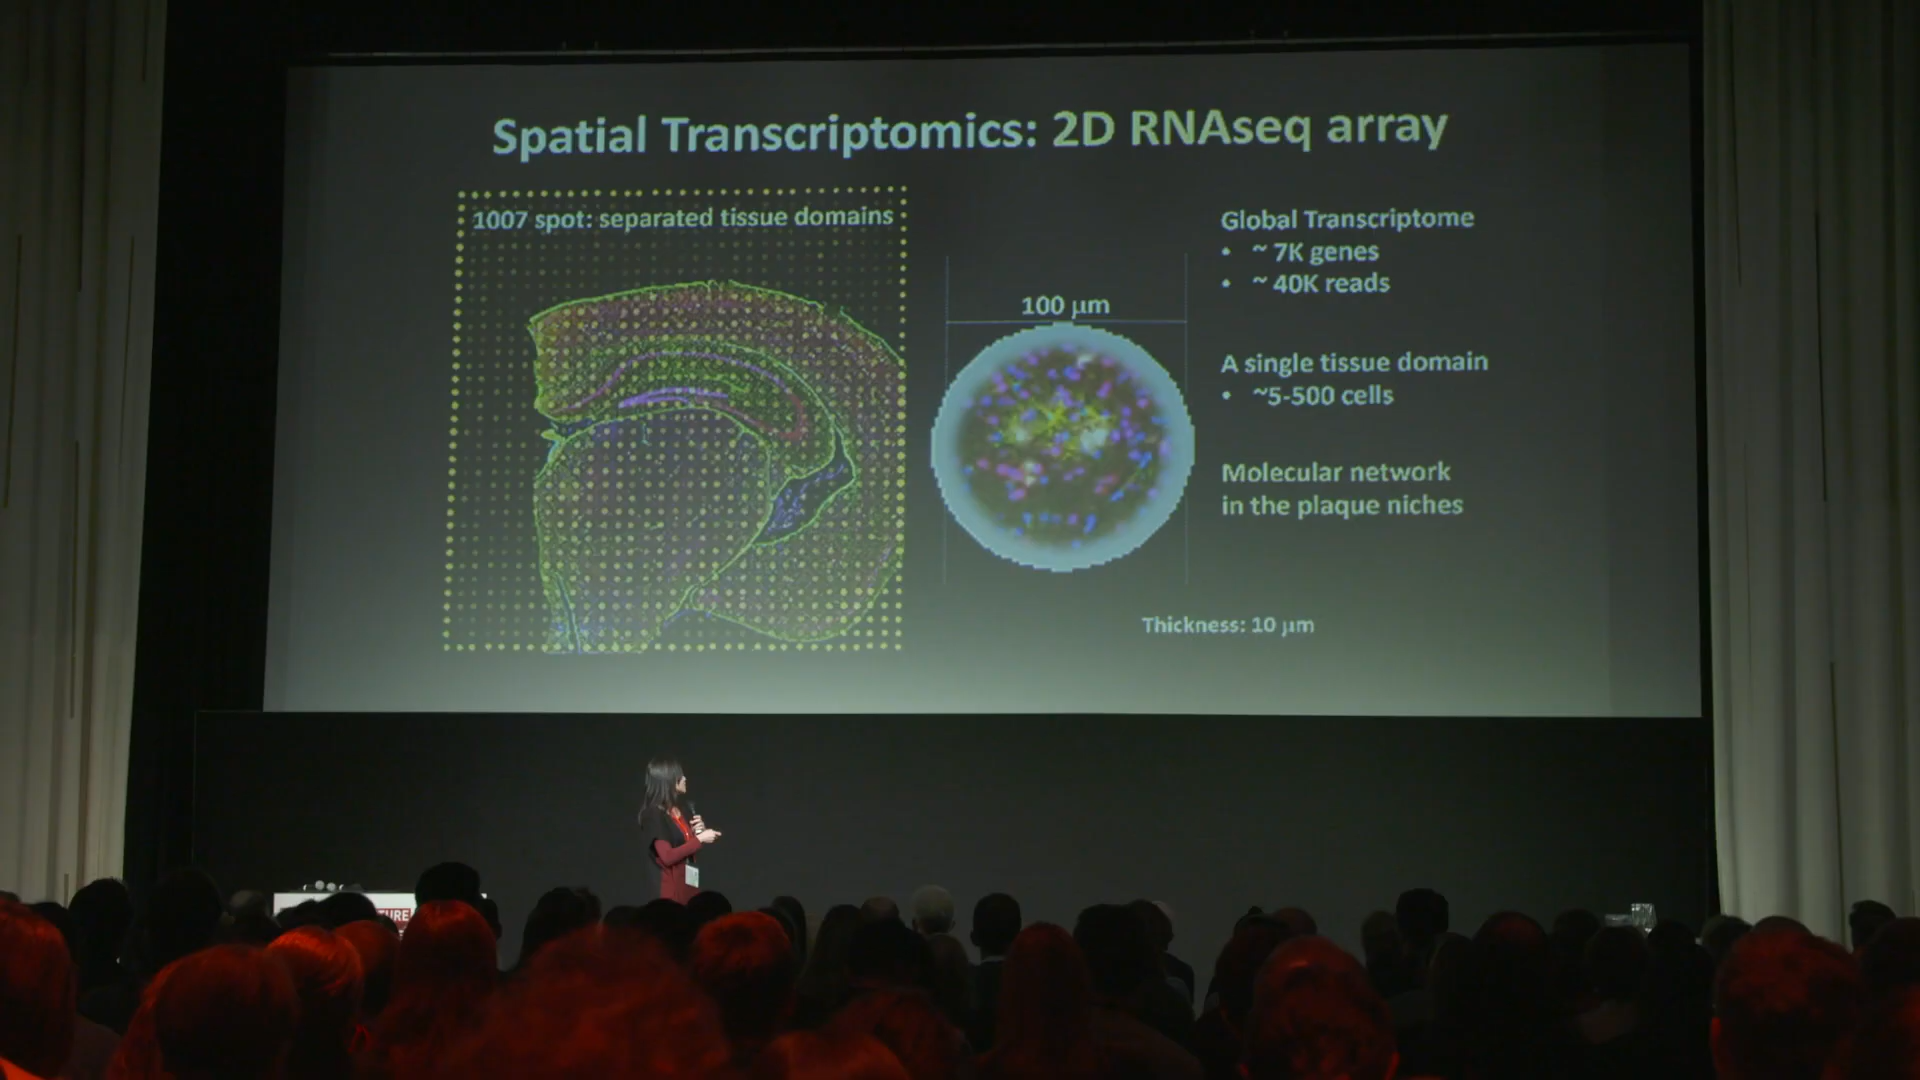 Spatial Transcriptomics: 2D RNAseq array
1007 spot: separated tissue domains
100 µm
Global Transcriptome
• ~ 7K genes
• ~ 40K reads
A single tissue domain
• ~5-500 cells
Molecular network
in the plaque niches
Thickness: 10 µm